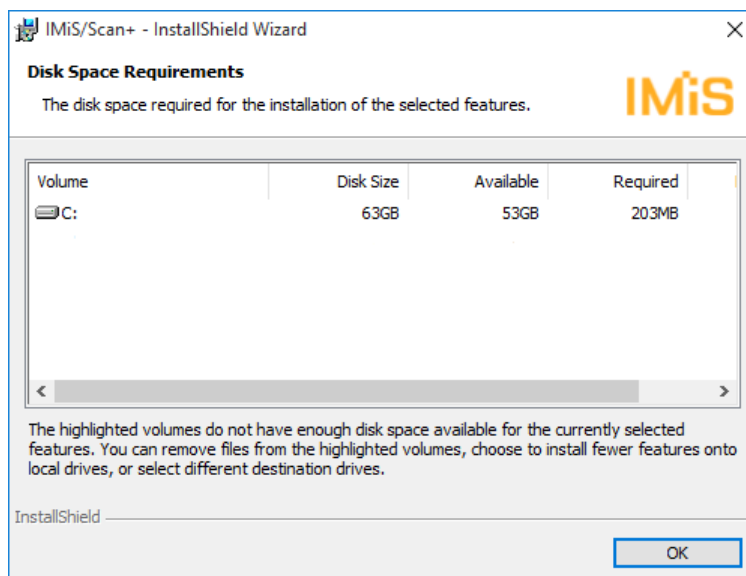 IMiS/Scan+ - InstallShield Wizard
Disk Space Requirements
The disk space required for the installation of the selected features.
IMiS
Volume Disk Size Available Required
C: 63GB 53GB 203MB
The highlighted volumes do not have enough disk space available for the currently selected
features. You can remove files from the highlighted volumes, choose to install fewer features onto
local drives, or select different destination drives.
InstallShield
OK